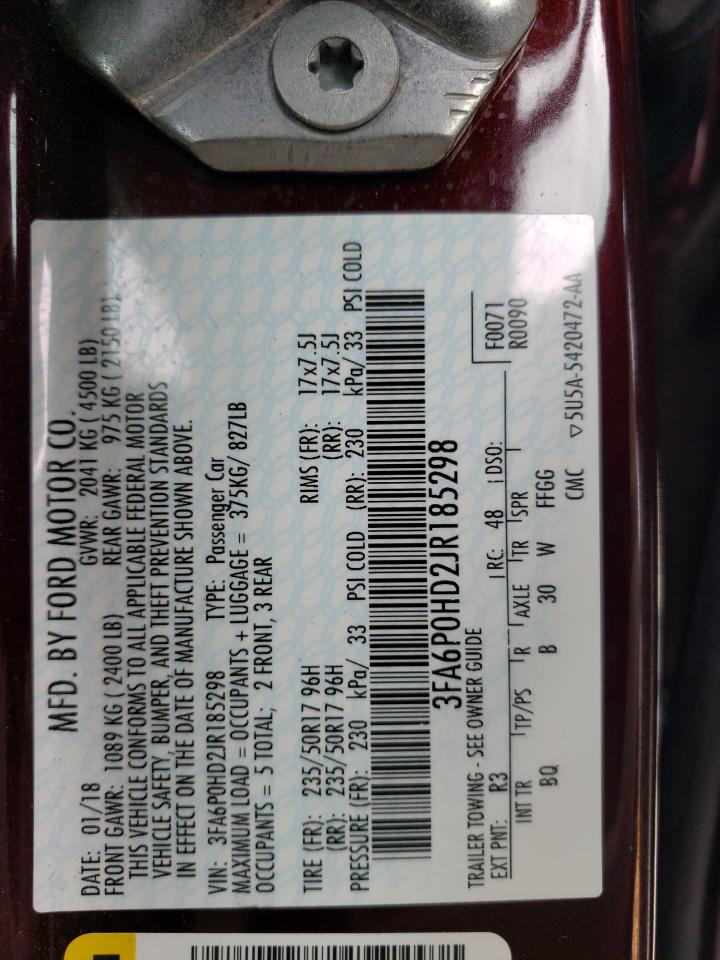 MFD. BY FORD MOTOR CO.
DATE: 01/18 GVWR: 2041 KG ( 4500 LB)
FRONT GAWR: 1089 KG ( 2400 LB) REAR GAWR: 975 KG ( 2150 LB)
THIS VEHICLE CONFORMS TO ALL APPLICABLE FEDERAL MOTOR
VEHICLE SAFETY, BUMPER, AND THEFT PREVENTION STANDARDS
IN EFFECT ON THE DATE OF MANUFACTURE SHOWN ABOVE.
VIN: 3FA6P0HD2JR185298 TYPE: Passenger Car
MAXIMUM LOAD = OCCUPANTS + LUGGAGE = 375KG/ 827LB
OCCUPANTS = 5 TOTAL; 2 FRONT, 3 REAR
TIRE (FR): 235/50R17 96H RIMS (FR): 17x7.5J
(RR): 235/50R17 96H (RR): 17x7.5J
PRESSURE (FR): 230 kPa/ 33 PSI COLD (RR): 230 kPa/ 33 PSI COLD
3FA6P0HD2JR185298
TRAILER TOWING - SEE OWNER GUIDE F0071
EXT PNT: R3 RC: 48 DSO: R0090
INT TR TP/PS R AXLE TR SPR
BQ B 30 W FFGG
CMC ▽5U5A-5420472-AA